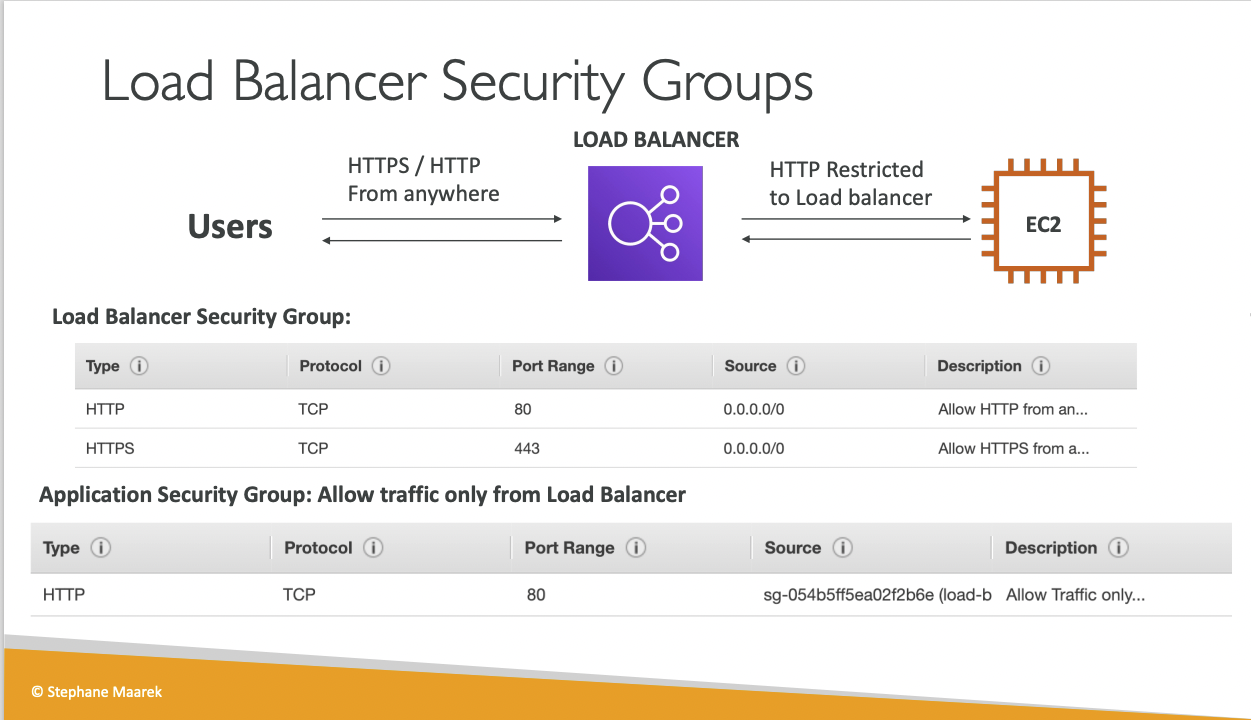 Load Balancer Security Groups
LOAD BALANCER
HTTPS / HTTP
From anywhere
HTTP Restricted
to Load balancer
Users
EC2
Load Balancer Security Group:
Type Protocol Port Range Source Description
HTTP TCP 80 0.0.0.0/0 Allow HTTP from an...
HTTPS TCP 443 0.0.0.0/0 Allow HTTPS from a...
Application Security Group: Allow traffic only from Load Balancer
Type Protocol Port Range Source Description
HTTP TCP 80 sg-054b5ff5ea02f2b6e (load-b Allow Traffic only...
© Stephane Maarek